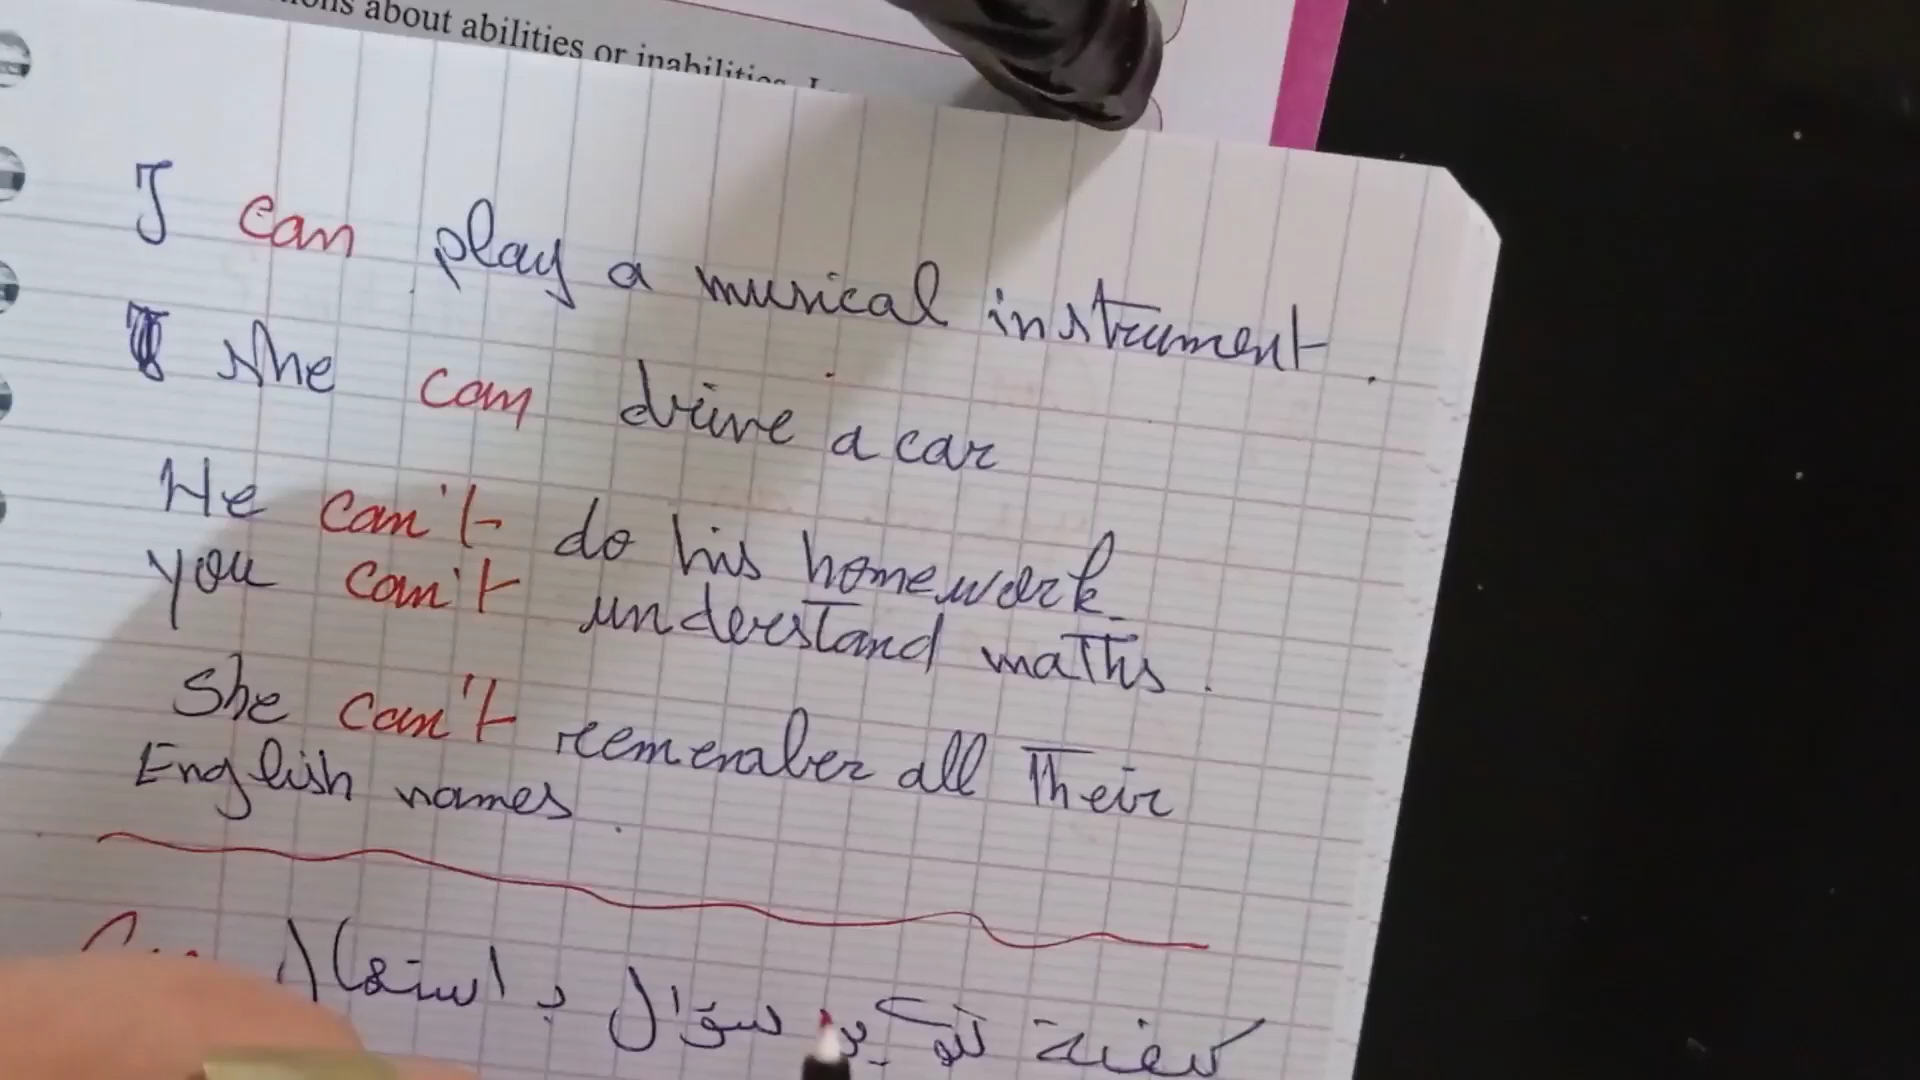 about abilities or inabilities.
I can play a musical instrument.
She can drive a car
He can't do his homework
you can't understand maths.
She can't remember all their
English names.
كيفية تكوين سؤال ب استعمال